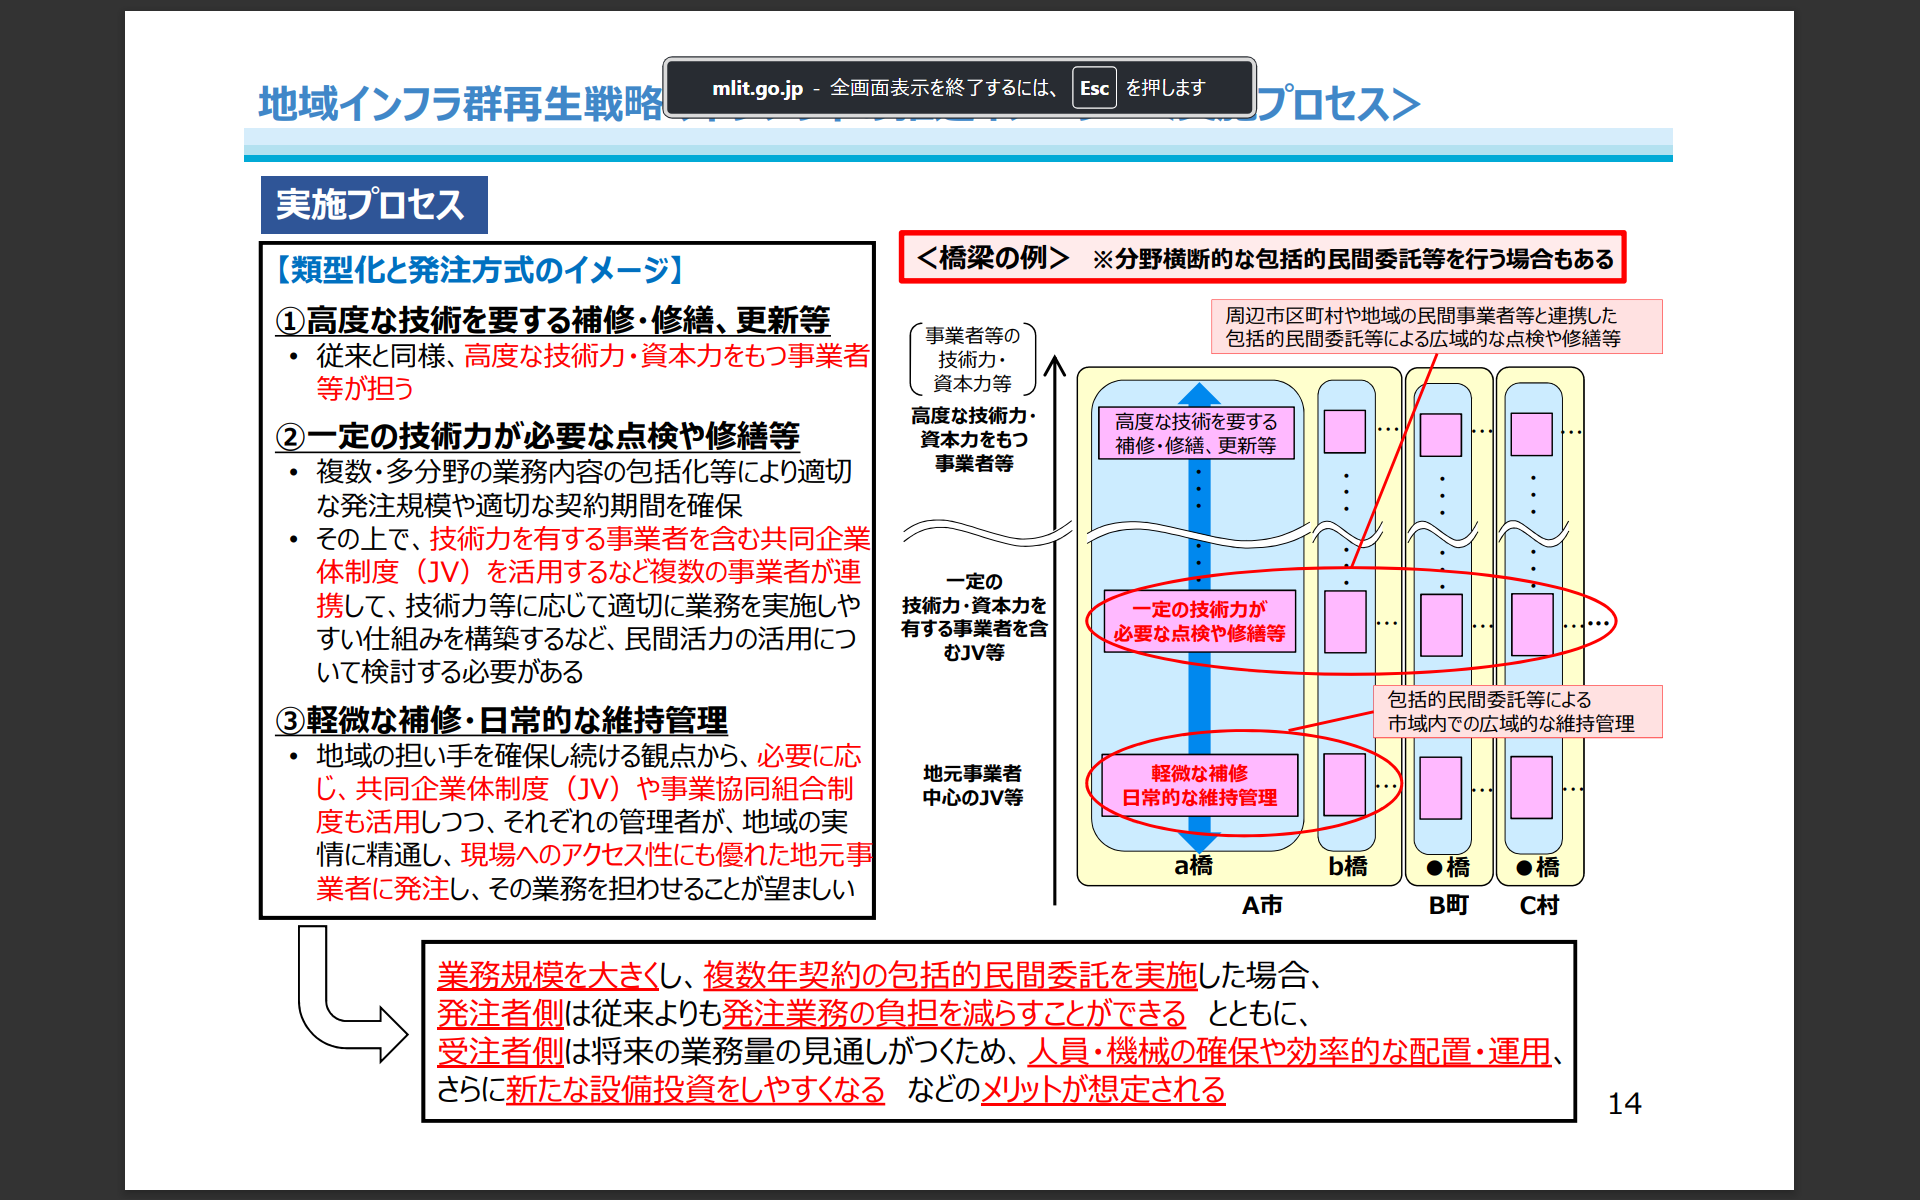 地域インフラ群再生戦略
プロセス＞
mlit.go.jp - 全画面表示を終了するには、 Esc を押します
実施プロセス
【類型化と発注方式のイメージ】
①高度な技術を要する補修・修繕、更新等
• 従来と同様、高度な技術力・資本力をもつ事業者
等が担う
②一定の技術力が必要な点検や修繕等
• 複数・多分野の業務内容の包括化等により適切
な発注規模や適切な契約期間を確保
• その上で、技術力を有する事業者を含む共同企業
体制度（JV）を活用するなど複数の事業者が連
携して、技術力等に応じて適切に業務を実施しや
すい仕組みを構築するなど、民間活力の活用につ
いて検討する必要がある
③軽微な補修・日常的な維持管理
• 地域の担い手を確保し続ける観点から、必要に応
じ、共同企業体制度（JV）や事業協同組合制
度も活用しつつ、それぞれの管理者が、地域の実
情に精通し、現場へのアクセス性にも優れた地元事
業者に発注し、その業務を担わせることが望ましい
＜橋梁の例＞ ※分野横断的な包括的民間委託等を行う場合もある
周辺市区町村や地域の民間事業者等と連携した
包括的民間委託等による広域的な点検や修繕等
事業者等の
技術力・
資本力等
高度な技術力・
資本力をもつ
事業者等
高度な技術を要する
補修・修繕、更新等
…
…
…
一定の
技術力・資本力を
有する事業者を含
むJV等
一定の技術力が
必要な点検や修繕等
…
…
……
包括的民間委託等による
市域内での広域的な維持管理
地元事業者
中心のJV等
軽微な補修
日常的な維持管理
…
…
…
a橋
b橋
●橋
●橋
A市
B町
C村
業務規模を大きくし、複数年契約の包括的民間委託を実施した場合、
発注者側は従来よりも発注業務の負担を減らすことができる とともに、
受注者側は将来の業務量の見通しがつくため、人員・機械の確保や効率的な配置・運用、
さらに新たな設備投資をしやすくなる などのメリットが想定される
14